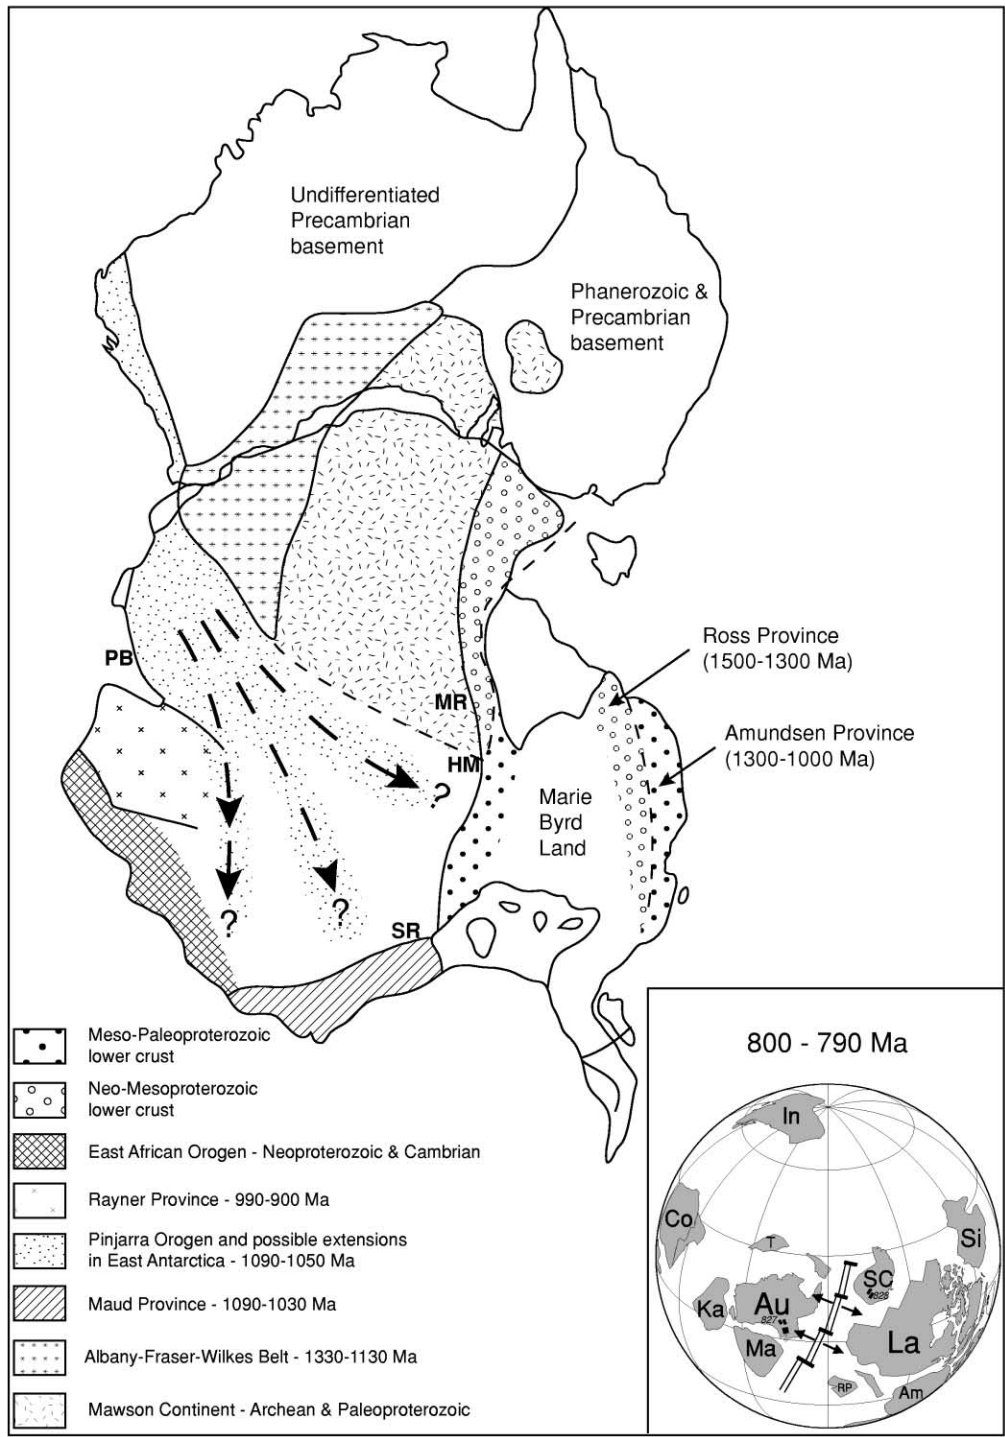 Undifferentiated
Precambrian
basement
Phanerozoic &
Precambrian
basement
Ross Province
(1500-1300 Ma)
PB
MR
Amundsen Province
(1300-1000 Ma)
HM
?
Marie
Byrd
Land
?
?
SR
Meso-Paleoproterozoic
lower crust
Neo-Mesoproterozoic
lower crust
East African Orogen - Neoproterozoic & Cambrian
Rayner Province - 990-900 Ma
Pinjarra Orogen and possible extensions
in East Antarctica - 1090-1050 Ma
Maud Province - 1090-1030 Ma
Albany-Fraser-Wilkes Belt - 1330-1130 Ma
Mawson Continent - Archean & Paleoproterozoic
800 - 790 Ma
In
Co
Si
T
SC
825
Ka
Au
827
Ma
La
RP
Am